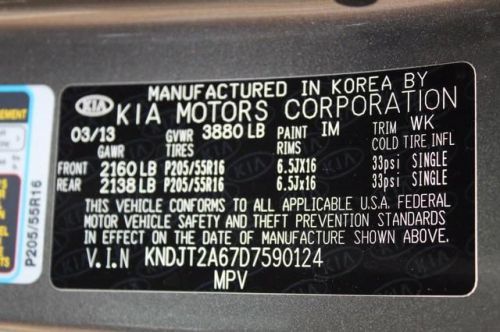 MANUFACTURED IN KOREA BY
KIA KIA MOTORS CORPORATION
03/13 GVWR 3880 LB PAINT IM TRIM WK
GAWR TIRES RIMS COLD TIRE INFL
FRONT 2160 LB P205/55R16 6.5JX16 33psi SINGLE
REAR 2138 LB P205/55R16 6.5Jx16 33psi SINGLE
THIS VEHICLE CONFORMS TO ALL APPLICABLE U.S.A. FEDERAL
MOTOR VEHICLE SAFETY AND THEFT PREVENTION STANDARDS
IN EFFECT ON THE DATE OF MANUFACTURE SHOWN ABOVE.
V.I.N KNDJT2A67D7590124
MPV
P205/55R16